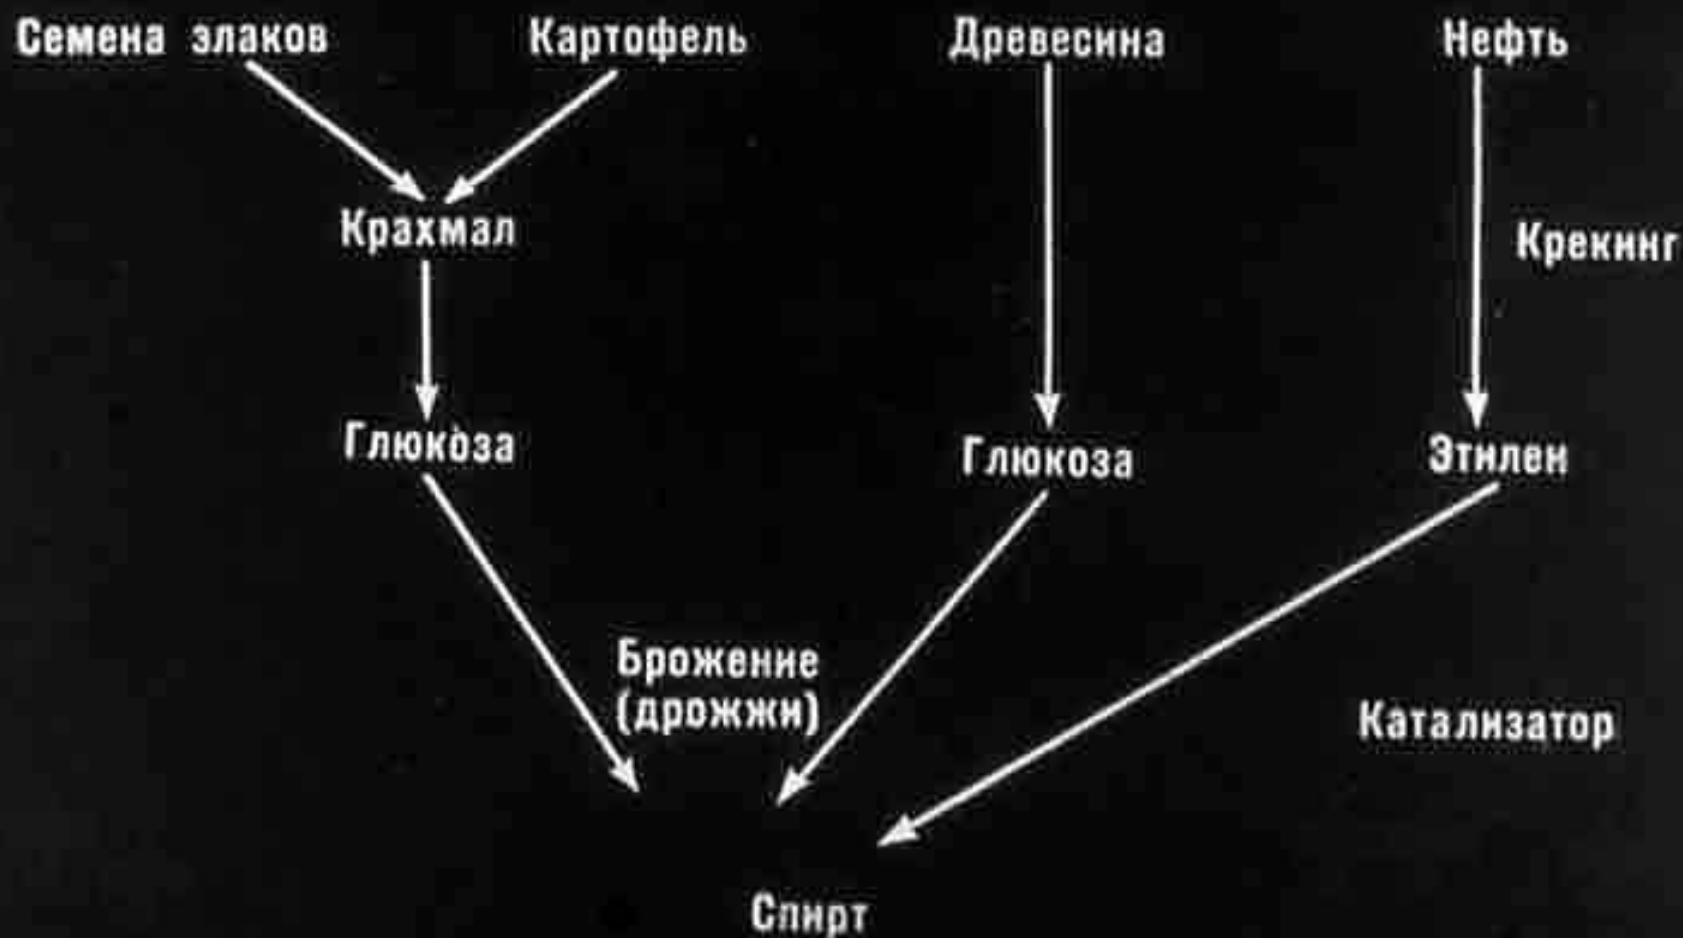 Семена злаков
Картофель
Древесина
Нефть
Крахмал
Крекинг
Глюкоза
Глюкоза
Этилен
Брожение
(дрожжи)
Катализатор
Спирт